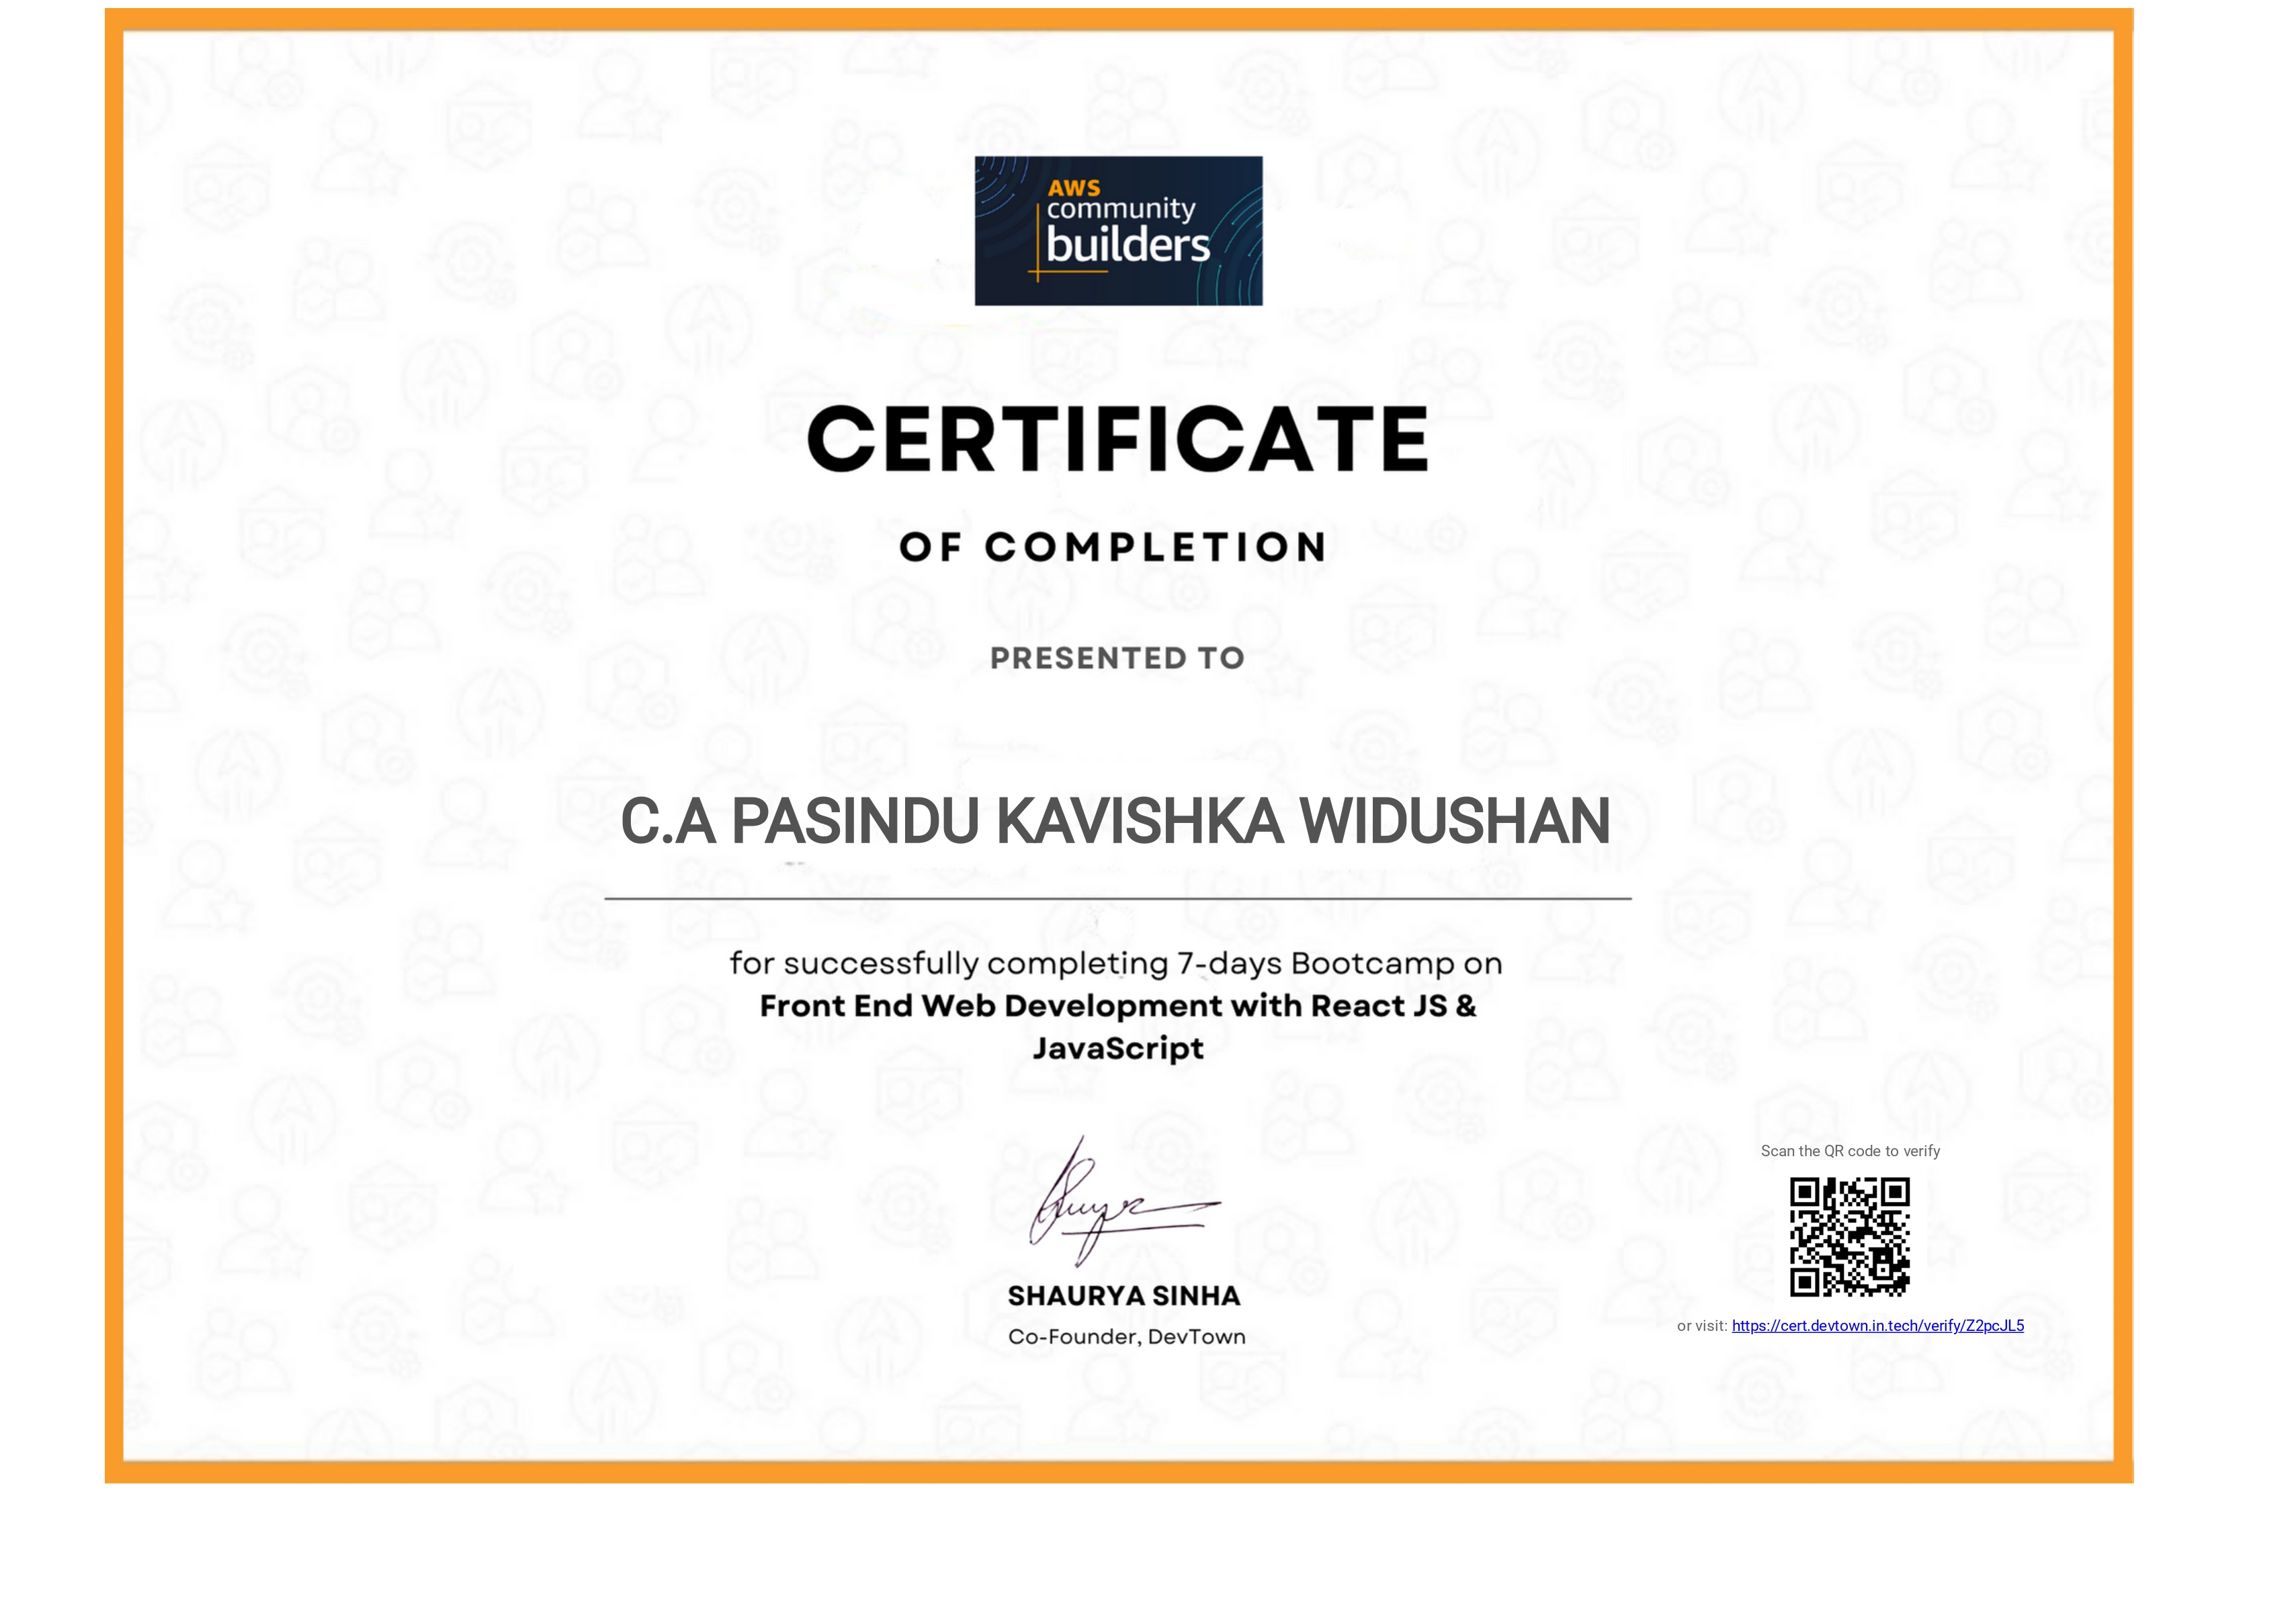 AWS
community
builders
CERTIFICATE
OF COMPLETION
PRESENTED TO
C.A PASINDU KAVISHKA WIDUSHAN
for successfully completing 7-days Bootcamp on
Front End Web Development with React JS &
JavaScript
SHAURYA SINHA
Co-Founder, DevTown
Scan the QR code to verify
or visit: https://cert.devtown.in.tech/verify/Z2pcJL5